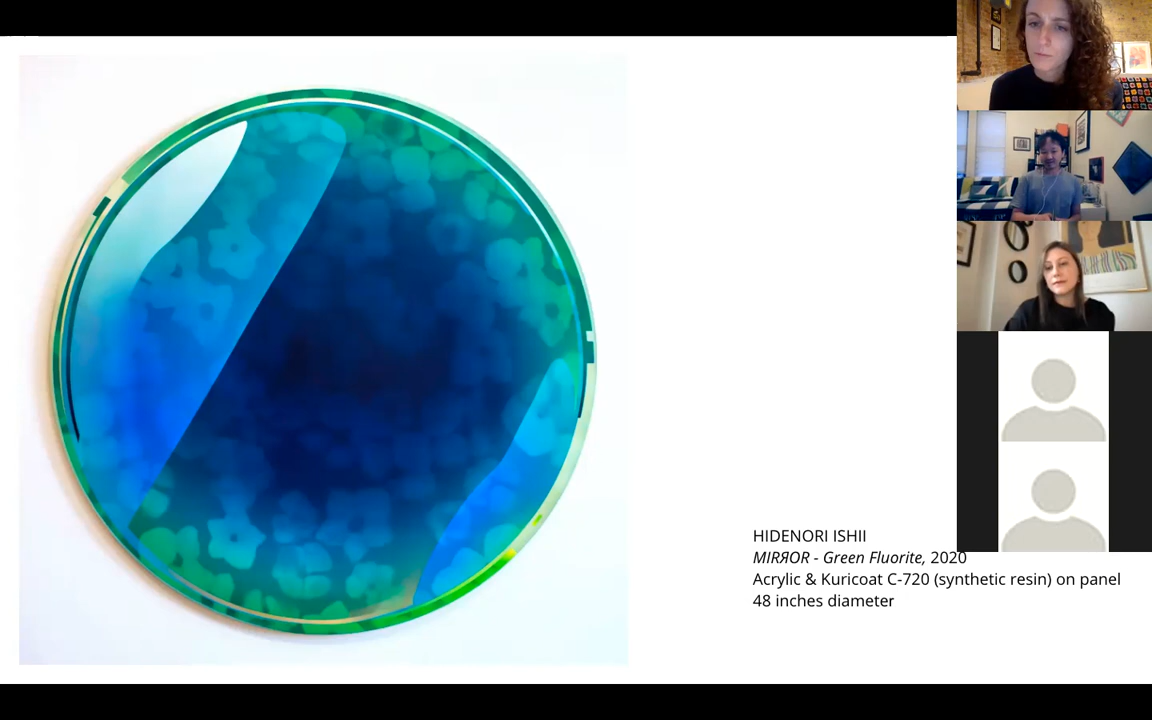 HIDENORI ISHII
MIRЯOR - Green Fluorite, 2020
Acrylic & Kuricoat C-720 (synthetic resin) on panel
48 inches diameter